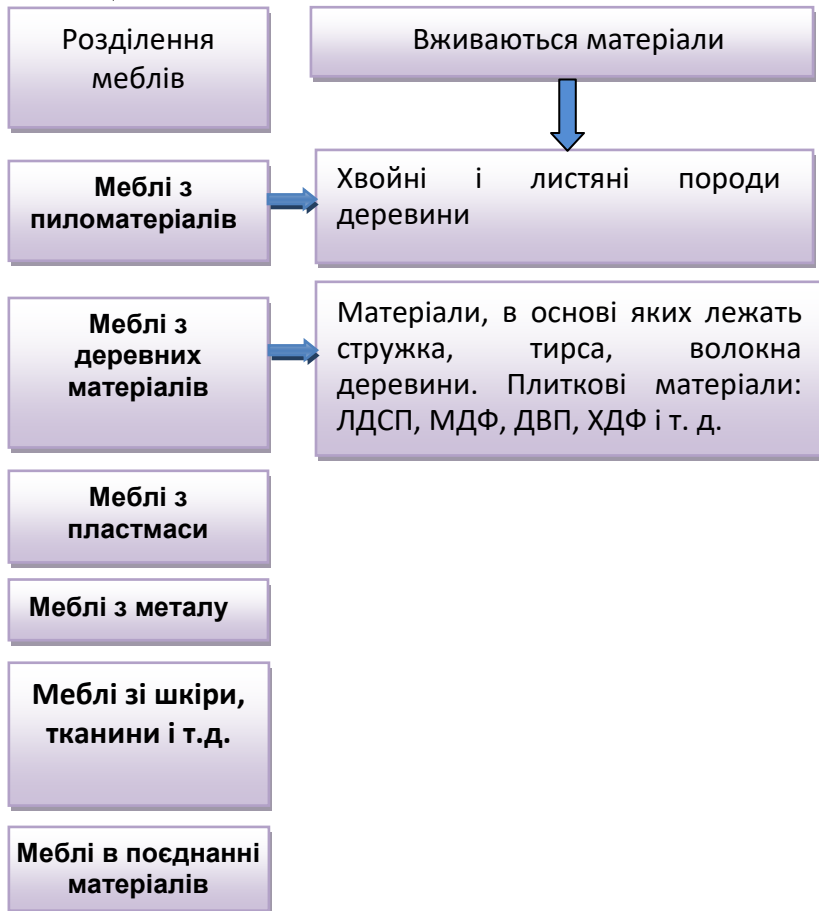 Розділення
меблів
Вживаються матеріали
Меблі з
пиломатеріалів
Хвойні і листяні породи
деревини
Меблі з
деревних
матеріалів
Матеріали, в основі яких лежать
стружка, тирса, волокна
деревини. Плиткові матеріали:
ЛДСП, МДФ, ДВП, ХДФ і т. д.
Меблі з
пластмаси
Меблі з металу
Меблі зі шкіри,
тканини і т.д.
Меблі в поєднанні
матеріалів